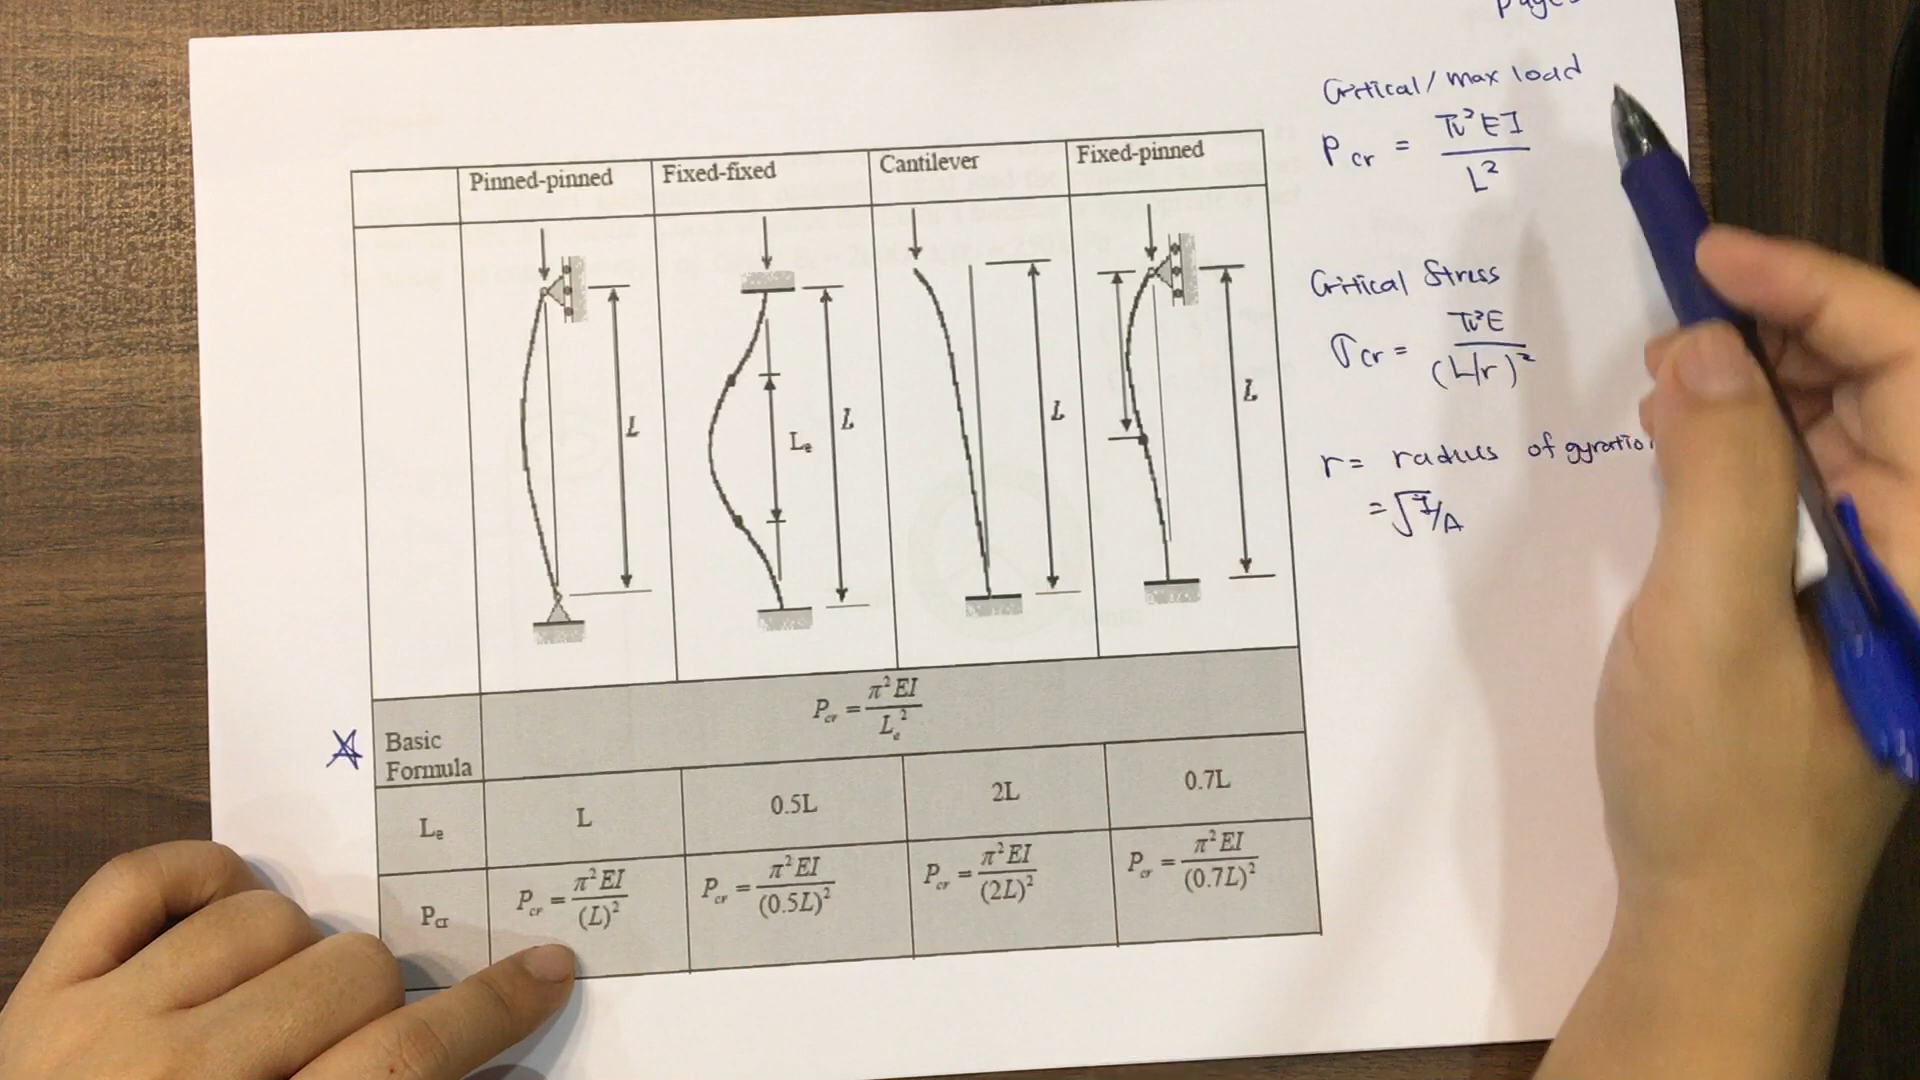 pages
Critical / max load
Pcr = π²EI / L²
Critical Stress
σcr = π²E / (L/r)²
r = radius of gyration
= √I/A
Pinned-pinned Fixed-fixed Cantilever Fixed-pinned
L Le L L L
Basic Formula Pcr = π²EI / Le²
Le L 0.5L 2L 0.7L
Pcr Pcr = π²EI / (L)² Pcr = π²EI / (0.5L)² Pcr = π²EI / (2L)² Pcr = π²EI / (0.7L)²